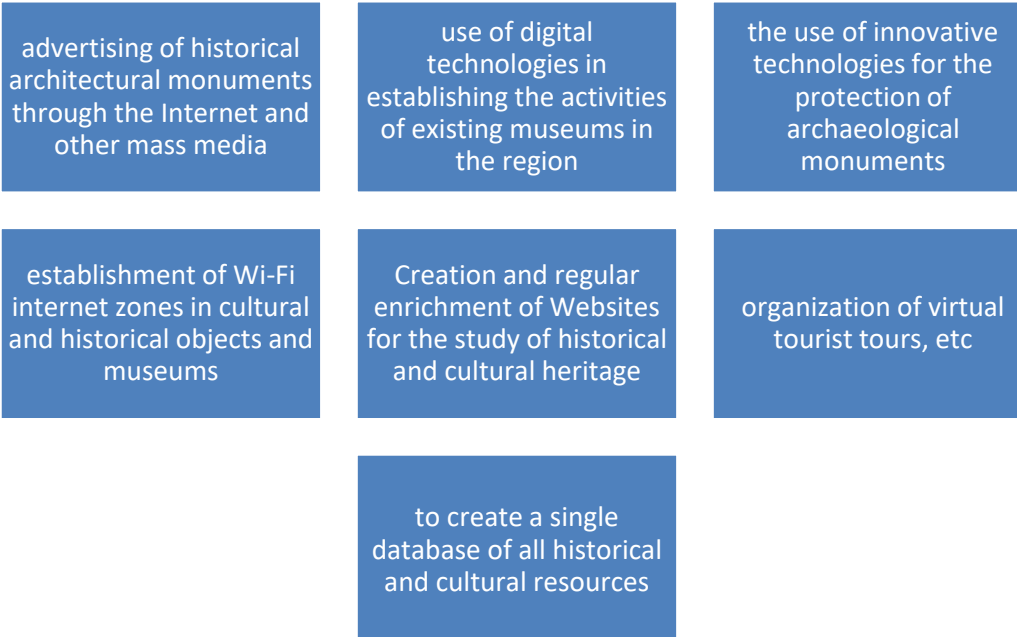 advertising of historical
architectural monuments
through the Internet and
other mass media
use of digital
technologies in
establishing the activities
of existing museums in
the region
the use of innovative
technologies for the
protection of
archaeological
monuments
establishment of Wi-Fi
internet zones in cultural
and historical objects and
museums
Creation and regular
enrichment of Websites
for the study of historical
and cultural heritage
organization of virtual
tourist tours, etc
to create a single
database of all historical
and cultural resources